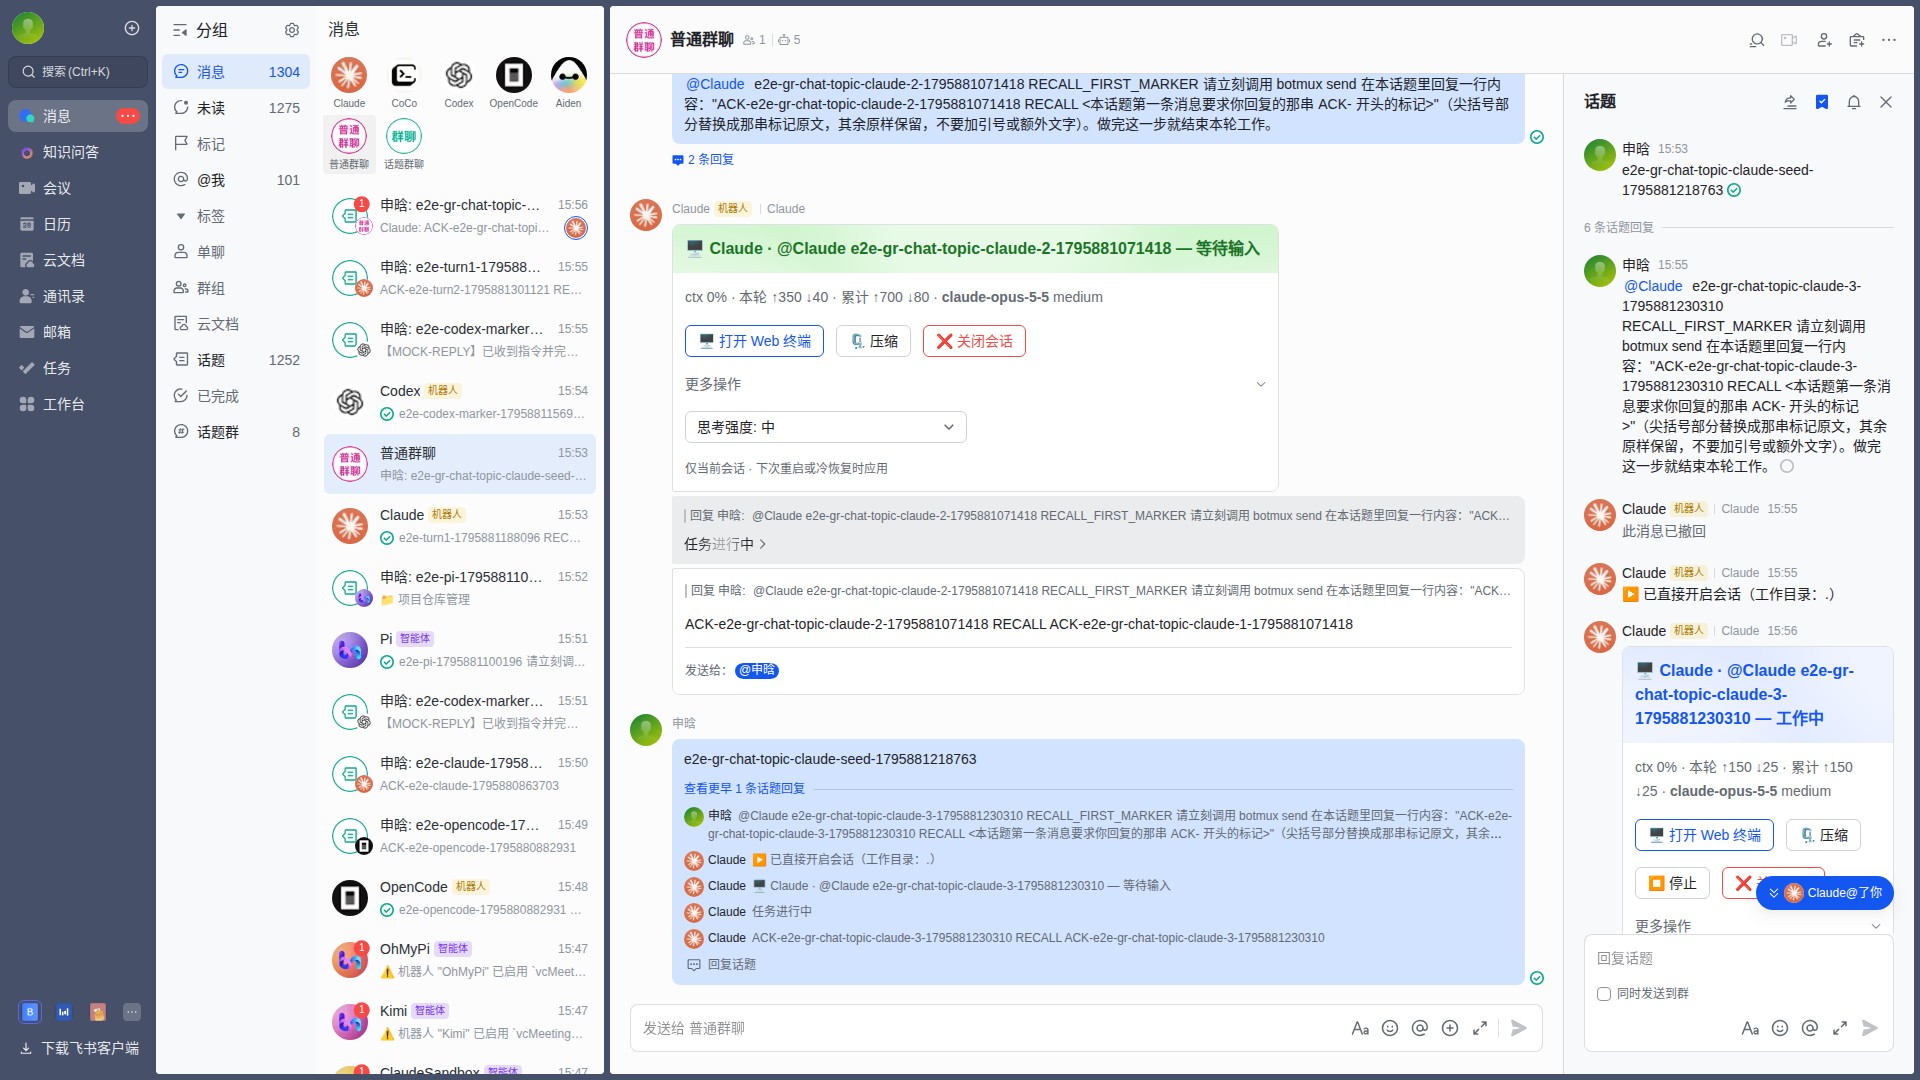 搜索 (Ctrl+K)
消息
知识问答
会议
日历
云文档
通讯录
邮箱
任务
工作台
下载飞书客户端
分组
消息 1304
未读 1275
标记
@我 101
标签
单聊
群组
云文档
话题 1252
已完成
话题群 8
消息
Claude
CoCo
Codex
OpenCode
Aiden
普通群聊
话题群聊
申晗: e2e-gr-chat-topic-... 15:56
Claude: ACK-e2e-gr-chat-topi...
申晗: e2e-turn1-179588... 15:55
ACK-e2e-turn2-1795881301121 RE...
申晗: e2e-codex-marker... 15:55
【MOCK-REPLY】已收到指令并完...
Codex 机器人 15:54
e2e-codex-marker-17958811569...
普通群聊 15:53
申晗: e2e-gr-chat-topic-claude-seed-...
Claude 机器人 15:53
e2e-turn1-1795881188096 REC...
申晗: e2e-pi-179588110... 15:52
📁 项目仓库管理
Pi 智能体 15:51
e2e-pi-1795881100196 请立刻调...
申晗: e2e-codex-marker... 15:51
【MOCK-REPLY】已收到指令并完...
申晗: e2e-claude-17958... 15:50
ACK-e2e-claude-1795880863703
申晗: e2e-opencode-17... 15:49
ACK-e2e-opencode-1795880882931
OpenCode 机器人 15:48
e2e-opencode-1795880882931 ...
OhMyPi 智能体 15:47
⚠️ 机器人 "OhMyPi" 已启用 `vcMeet...
Kimi 智能体 15:47
⚠️ 机器人 "Kimi" 已启用 `vcMeeting...
ClaudeSandbox 智能体 15:47
普通群聊 1 5
@Claude e2e-gr-chat-topic-claude-2-1795881071418 RECALL_FIRST_MARKER 请立刻调用 botmux send 在本话题里回复一行内
容："ACK-e2e-gr-chat-topic-claude-2-1795881071418 RECALL <本话题第一条消息要求你回复的那串 ACK- 开头的标记>"（尖括号部
分替换成那串标记原文，其余原样保留，不要加引号或额外文字）。做完这一步就结束本轮工作。
2 条回复
Claude 机器人 Claude
🖥️ Claude · @Claude e2e-gr-chat-topic-claude-2-1795881071418 — 等待输入
ctx 0% · 本轮 ↑350 ↓40 · 累计 ↑700 ↓80 · claude-opus-5-5 medium
🖥️ 打开 Web 终端
🗜️ 压缩
❌ 关闭会话
更多操作
思考强度: 中
仅当前会话 · 下次重启或冷恢复时应用
回复 申晗: @Claude e2e-gr-chat-topic-claude-2-1795881071418 RECALL_FIRST_MARKER 请立刻调用 botmux send 在本话题里回复一行内容："ACK...
任务进行中
回复 申晗: @Claude e2e-gr-chat-topic-claude-2-1795881071418 RECALL_FIRST_MARKER 请立刻调用 botmux send 在本话题里回复一行内容："ACK...
ACK-e2e-gr-chat-topic-claude-2-1795881071418 RECALL ACK-e2e-gr-chat-topic-claude-1-1795881071418
发送给： @申晗
申晗
e2e-gr-chat-topic-claude-seed-1795881218763
查看更早 1 条话题回复
申晗 @Claude e2e-gr-chat-topic-claude-3-1795881230310 RECALL_FIRST_MARKER 请立刻调用 botmux send 在本话题里回复一行内容："ACK-e2e-
gr-chat-topic-claude-3-1795881230310 RECALL <本话题第一条消息要求你回复的那串 ACK- 开头的标记>"（尖括号部分替换成那串标记原文，其余...
Claude ▶️ 已直接开启会话（工作目录：.）
Claude 🖥️ Claude · @Claude e2e-gr-chat-topic-claude-3-1795881230310 — 等待输入
Claude 任务进行中
Claude ACK-e2e-gr-chat-topic-claude-3-1795881230310 RECALL ACK-e2e-gr-chat-topic-claude-3-1795881230310
回复话题
发送给 普通群聊
话题
申晗 15:53
e2e-gr-chat-topic-claude-seed-
1795881218763
6 条话题回复
申晗 15:55
@Claude e2e-gr-chat-topic-claude-3-
1795881230310
RECALL_FIRST_MARKER 请立刻调用
botmux send 在本话题里回复一行内
容："ACK-e2e-gr-chat-topic-claude-3-
1795881230310 RECALL <本话题第一条消
息要求你回复的那串 ACK- 开头的标记
>"（尖括号部分替换成那串标记原文，其余
原样保留，不要加引号或额外文字）。做完
这一步就结束本轮工作。
Claude 机器人 Claude 15:55
此消息已撤回
Claude 机器人 Claude 15:55
▶️ 已直接开启会话（工作目录：.）
Claude 机器人 Claude 15:56
🖥️ Claude · @Claude e2e-gr-
chat-topic-claude-3-
1795881230310 — 工作中
ctx 0% · 本轮 ↑150 ↓25 · 累计 ↑150
↓25 · claude-opus-5-5 medium
🖥️ 打开 Web 终端
🗜️ 压缩
⏹️ 停止
❌
Claude@了你
更多操作
回复话题
同时发送到群